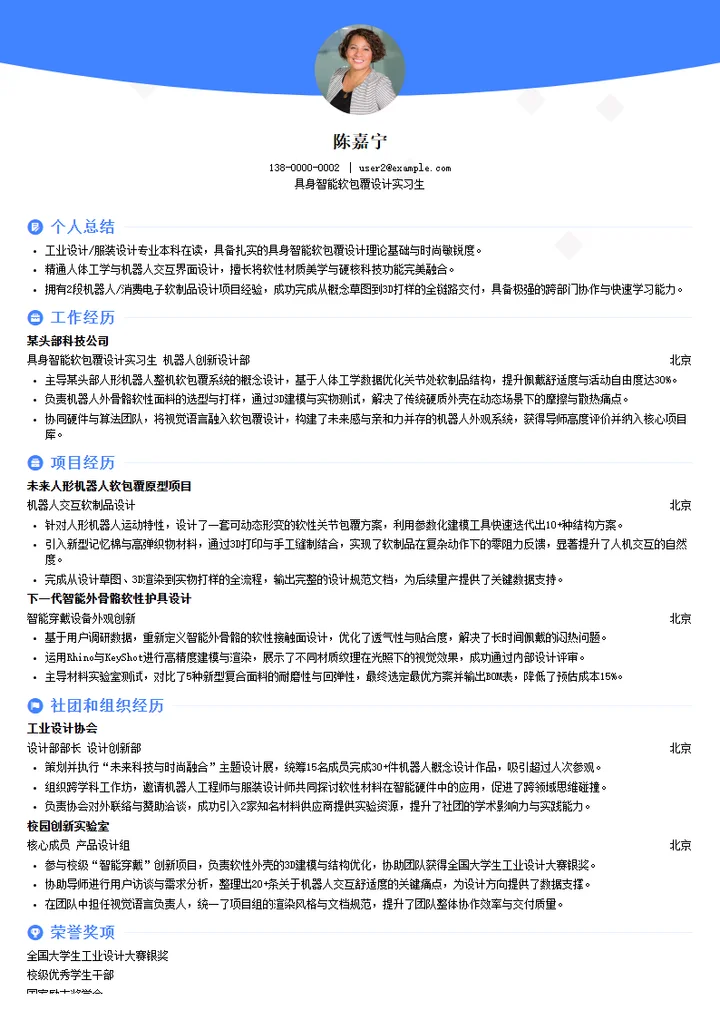 陈嘉宁
138-0000-0002 | user2@example.com
具身智能软包覆设计实习生
个人总结
• 工业设计/服装设计专业本科在读，具备扎实的具身智能软包覆设计理论基础与时尚敏锐度。
• 精通人体工学与机器人交互界面设计，擅长将软性材质美学与硬核科技功能完美融合。
• 拥有2段机器人/消费电子软制品设计项目经验，成功完成从概念草图到3D打样的全链路交付，具备极强的跨部门协作与快速学习能力。
工作经历
某头部科技公司
具身智能软包覆设计实习生 机器人创新设计部 北京
• 主导某头部人形机器人整机软包覆系统的概念设计，基于人体工学数据优化关节处软制品结构，提升佩戴舒适度与活动自由度达30%。
• 负责机器人外骨骼软性面料的选型与打样，通过3D建模与实物测试，解决了传统硬质外壳在动态场景下的摩擦与散热痛点。
• 协同硬件与算法团队，将视觉语言融入软包覆设计，构建了未来感与亲和力并存的机器人外观系统，获得导师高度评价并纳入核心项目
库。
项目经历
未来人形机器人软包覆原型项目
机器人交互软制品设计 北京
• 针对人形机器人运动特性，设计了一套可动态形变的软性关节包覆方案，利用参数化建模工具快速迭代出10+种结构方案。
• 引入新型记忆棉与高弹织物材料，通过3D打印与手工缝制结合，实现了软制品在复杂动作下的零阻力反馈，显著提升了人机交互的自然
度。
• 完成从设计草图、3D渲染到实物打样的全流程，输出完整的设计规范文档，为后续量产提供了关键数据支持。
下一代智能外骨骼软性护具设计
智能穿戴设备外观创新 北京
• 基于用户调研数据，重新定义智能外骨骼的软性接触面设计，优化了透气性与贴合度，解决了长时间佩戴的闷热问题。
• 运用Rhino与KeyShot进行高精度建模与渲染，展示了不同材质纹理在光照下的视觉效果，成功通过内部设计评审。
• 主导材料实验室测试，对比了5种新型复合面料的耐磨性与回弹性，最终选定最优方案并输出BOM表，降低了预估成本15%。
社团和组织经历
工业设计协会
设计部部长 设计创新部 北京
• 策划并执行“未来科技与时尚融合”主题设计展，统筹15名成员完成30+件机器人概念设计作品，吸引超过人次参观。
• 组织跨学科工作坊，邀请机器人工程师与服装设计师共同探讨软性材料在智能硬件中的应用，促进了跨领域思维碰撞。
• 负责协会对外联络与赞助洽谈，成功引入2家知名材料供应商提供实验资源，提升了社团的学术影响力与实践能力。
校园创新实验室
核心成员 产品设计组 北京
• 参与校级“智能穿戴”创新项目，负责软性外壳的3D建模与结构优化，协助团队获得全国大学生工业设计大赛银奖。
• 协助导师进行用户访谈与需求分析，整理出20+条关于机器人交互舒适度的关键痛点，为设计方向提供了数据支撑。
• 在团队中担任视觉语言负责人，统一了项目组的渲染风格与文档规范，提升了团队整体协作效率与交付质量。
荣誉奖项
全国大学生工业设计大赛银奖
校级优秀学生干部
国家励志奖学金